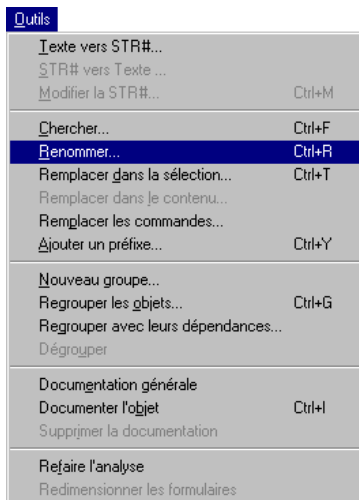 Outils
Texte vers STR#...
STR# vers Texte ...
Modifier la STR#... Ctrl+M
Chercher... Ctrl+F
Renommer... Ctrl+R
Remplacer dans la sélection... Ctrl+T
Remplacer dans le contenu...
Remplacer les commandes...
Ajouter un préfixe... Ctrl+Y
Nouveau groupe...
Regrouper les objets... Ctrl+G
Regrouper avec leurs dépendances...
Dégrouper
Documentation générale
Documenter l'objet Ctrl+I
Supprimer la documentation
Refaire l'analyse
Redimensionner les formulaires